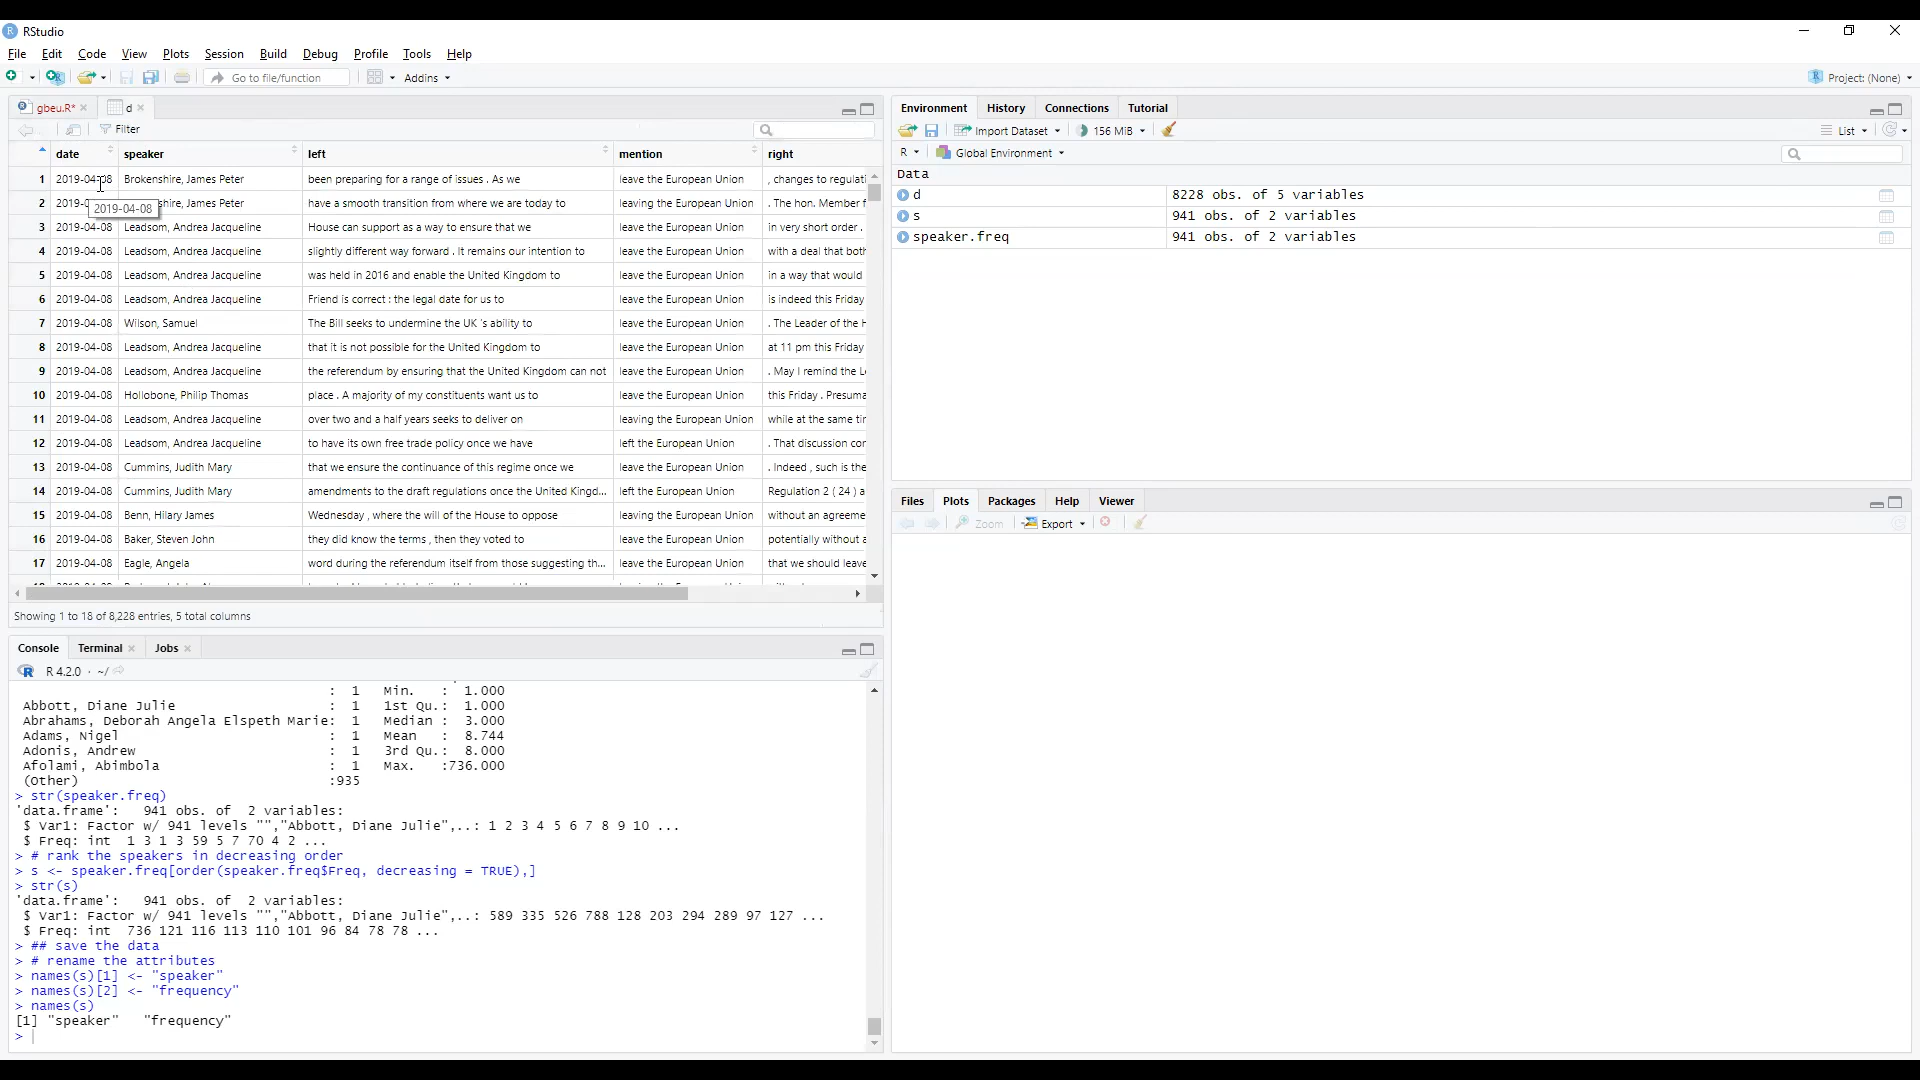 RStudio
File Edit Code View Plots Session Build Debug Profile Tools Help
Go to file/function Addins Project: (None)
gbeu.R* d
Filter
date speaker left mention right
1 2019-04-08 Brokenshire, James Peter been preparing for a range of issues . As we leave the European Union , changes to regulati
2019-04-08
2 2019- shire, James Peter have a smooth transition from where we are today to leaving the European Union . The hon. Member f
3 2019-04-08 Leadsom, Andrea Jacqueline House can support as a way to ensure that we leave the European Union in very short order .
4 2019-04-08 Leadsom, Andrea Jacqueline slightly different way forward . It remains our intention to leave the European Union with a deal that both
5 2019-04-08 Leadsom, Andrea Jacqueline was held in 2016 and enable the United Kingdom to leave the European Union in a way that would
6 2019-04-08 Leadsom, Andrea Jacqueline Friend is correct : the legal date for us to leave the European Union is indeed this Friday
7 2019-04-08 Wilson, Samuel The Bill seeks to undermine the UK 's ability to leave the European Union . The Leader of the H
8 2019-04-08 Leadsom, Andrea Jacqueline that it is not possible for the United Kingdom to leave the European Union at 11 pm this Friday
9 2019-04-08 Leadsom, Andrea Jacqueline the referendum by ensuring that the United Kingdom can not leave the European Union . May I remind the L
10 2019-04-08 Hollobone, Philip Thomas place . A majority of my constituents want us to leave the European Union this Friday . Presuma
11 2019-04-08 Leadsom, Andrea Jacqueline over two and a half years seeks to deliver on leaving the European Union while at the same tir
12 2019-04-08 Leadsom, Andrea Jacqueline to have its own free trade policy once we have left the European Union . That discussion cor
13 2019-04-08 Cummins, Judith Mary that we ensure the continuance of this regime once we leave the European Union . Indeed , such is the
14 2019-04-08 Cummins, Judith Mary amendments to the draft regulations once the United Kingd... left the European Union Regulation 2 ( 24 ) a
15 2019-04-08 Benn, Hilary James Wednesday , where the will of the House to oppose leaving the European Union without an agreeme
16 2019-04-08 Baker, Steven John they did know the terms , then they voted to leave the European Union potentially without a
17 2019-04-08 Eagle, Angela word during the referendum itself from those suggesting th... leave the European Union that we should leave
Showing 1 to 18 of 8,228 entries, 5 total columns
Console Terminal Jobs
R 4.2.0 · ~/
: 1 Min. : 1.000
Abbott, Diane Julie : 1 1st Qu.: 1.000
Abrahams, Deborah Angela Elspeth Marie: 1 Median : 3.000
Adams, Nigel : 1 Mean : 8.744
Adonis, Andrew : 1 3rd Qu.: 8.000
Afolami, Abimbola : 1 Max. :736.000
(Other) :935
> str(speaker.freq)
'data.frame': 941 obs. of 2 variables:
$ Var1: Factor w/ 941 levels "","Abbott, Diane Julie",..: 1 2 3 4 5 6 7 8 9 10 ...
$ Freq: int 1 3 1 3 59 5 7 70 4 2 ...
> # rank the speakers in decreasing order
> s <- speaker.freq[order(speaker.freq$Freq, decreasing = TRUE),]
> str(s)
'data.frame': 941 obs. of 2 variables:
$ Var1: Factor w/ 941 levels "","Abbott, Diane Julie",..: 589 335 526 788 128 203 294 289 97 127 ...
$ Freq: int 736 121 116 113 110 101 96 84 78 78 ...
> ## save the data
> # rename the attributes
> names(s)[1] <- "speaker"
> names(s)[2] <- "frequency"
> names(s)
[1] "speaker" "frequency"
>
Environment History Connections Tutorial
Import Dataset 156 MiB List
R Global Environment
Data
d 8228 obs. of 5 variables
s 941 obs. of 2 variables
speaker.freq 941 obs. of 2 variables
Files Plots Packages Help Viewer
Zoom Export